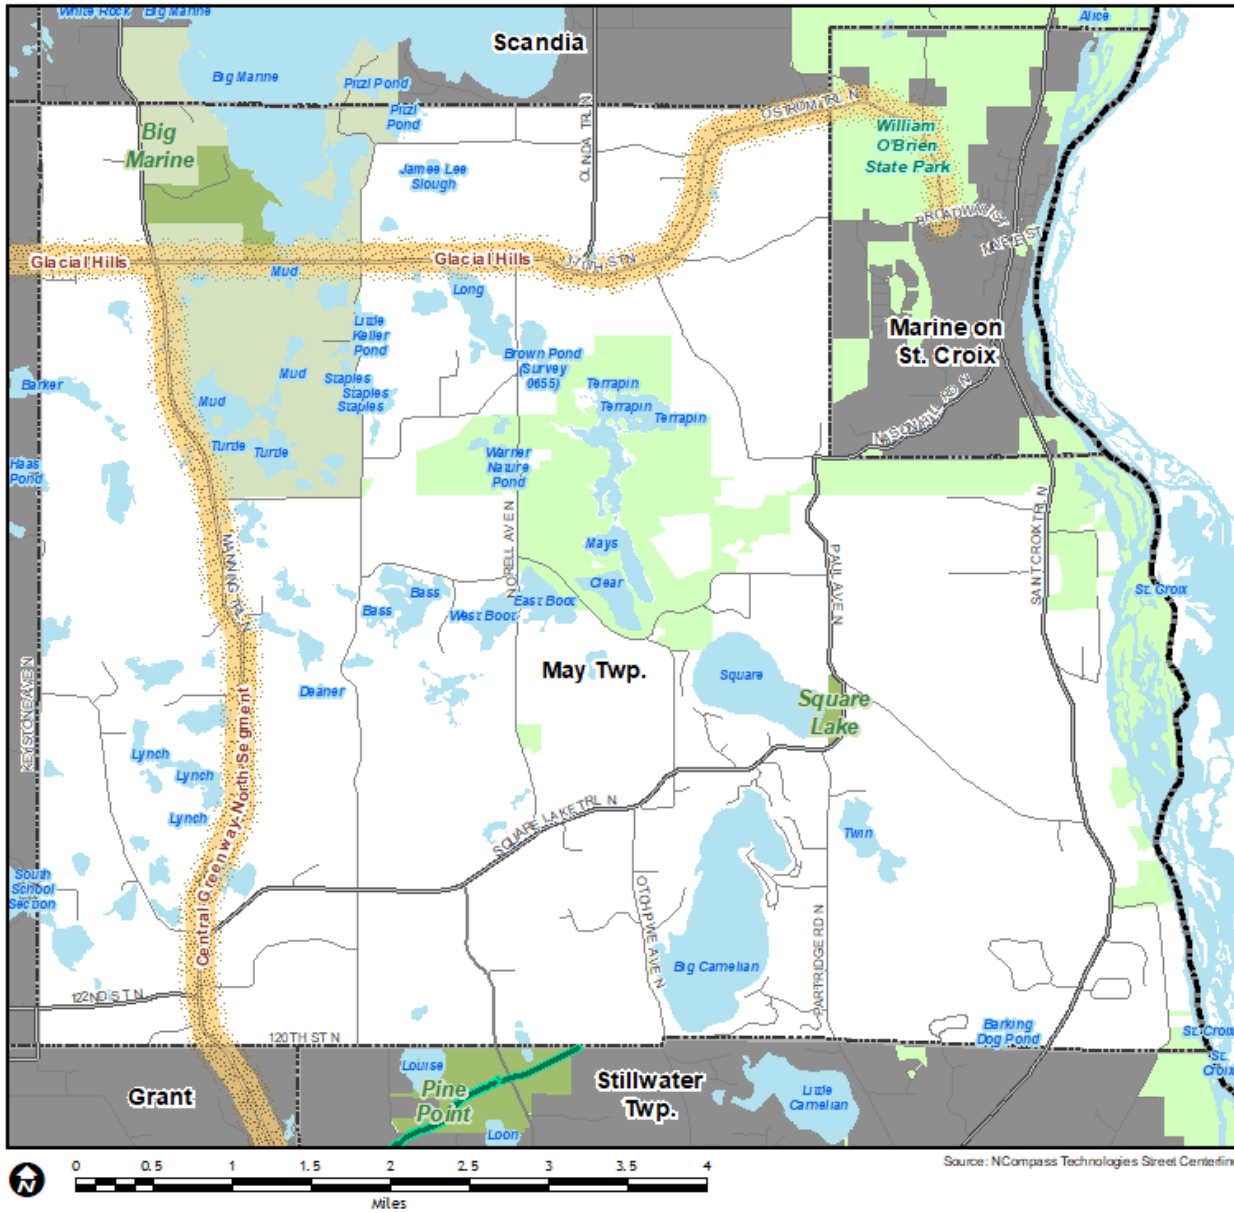 White Rock
Big Marine
Alice
Scandia
Big Marine
Pitzl Pond
Pitzl
Pond
OSTRUM TRL N
Big
Marine
William
O'Brien
State Park
OLINDA TRL N
Jamee Lee
Slough
BROADWAY ST
MAPLE ST
Glacial Hills
Glacial Hills
170TH ST N
Mud
Long
Little
Keller
Pond
Marine on
St. Croix
Brown Pond
(Survey
0655)
Barker
Mud
Staples
Staples
Staples
Terrapin
Terrapin
Terrapin
Mud
NASON HILL RD N
Turtle
Turtle
Haas
Pond
Warner
Nature
Pond
NORELL AVE N
MANNING TRL N
PAUL AVE N
SAINT CROIX TRL N
Mays
Clear
Bass
Bass
West Boot
East Boot
St. Croix
May Twp.
Square
Deaner
Square
Lake
KEYSTONE AVE N
Central Greenway-North Segment
Lynch
Lynch
Lynch
SQUARE LAKE TRL N
Twin
South
School
Section
OTCHIPWE AVE N
PARTRIDGE RD N
Big Carnelian
122ND ST N
120TH ST N
Barking
Dog Pond
St. Croix
St.
Croix
Louise
Grant
Pine
Point
Stillwater
Twp.
Little
Carnelian
Loon
N
0 0.5 1 1.5 2 2.5 3 3.5 4
Miles
Source: NCompass Technologies Street Centerline